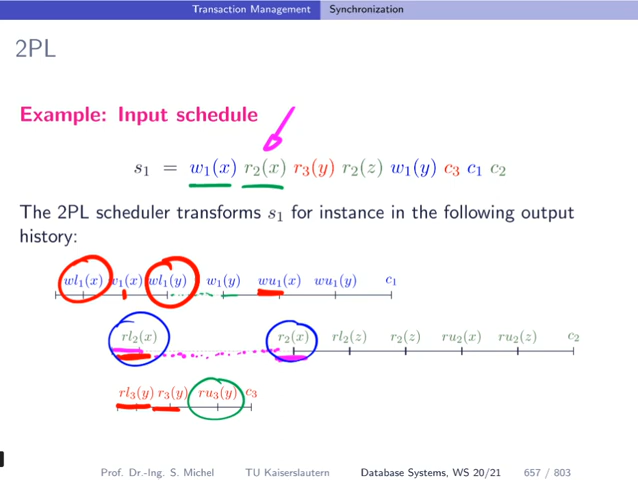 Transaction Management Synchronization
2PL
Example: Input schedule
s₁ = w₁(x) r₂(x) r₃(y) r₂(z) w₁(y) c₃ c₁ c₂
The 2PL scheduler transforms s₁ for instance in the following output
history:
wl₁(x) w₁(x) wl₁(y) w₁(y) wu₁(x) wu₁(y) c₁
rl₂(x) r₂(x) rl₂(z) r₂(z) ru₂(x) ru₂(z) c₂
rl₃(y) r₃(y) ru₃(y) c₃
Prof. Dr.-Ing. S. Michel TU Kaiserslautern Database Systems, WS 20/21 657 / 803